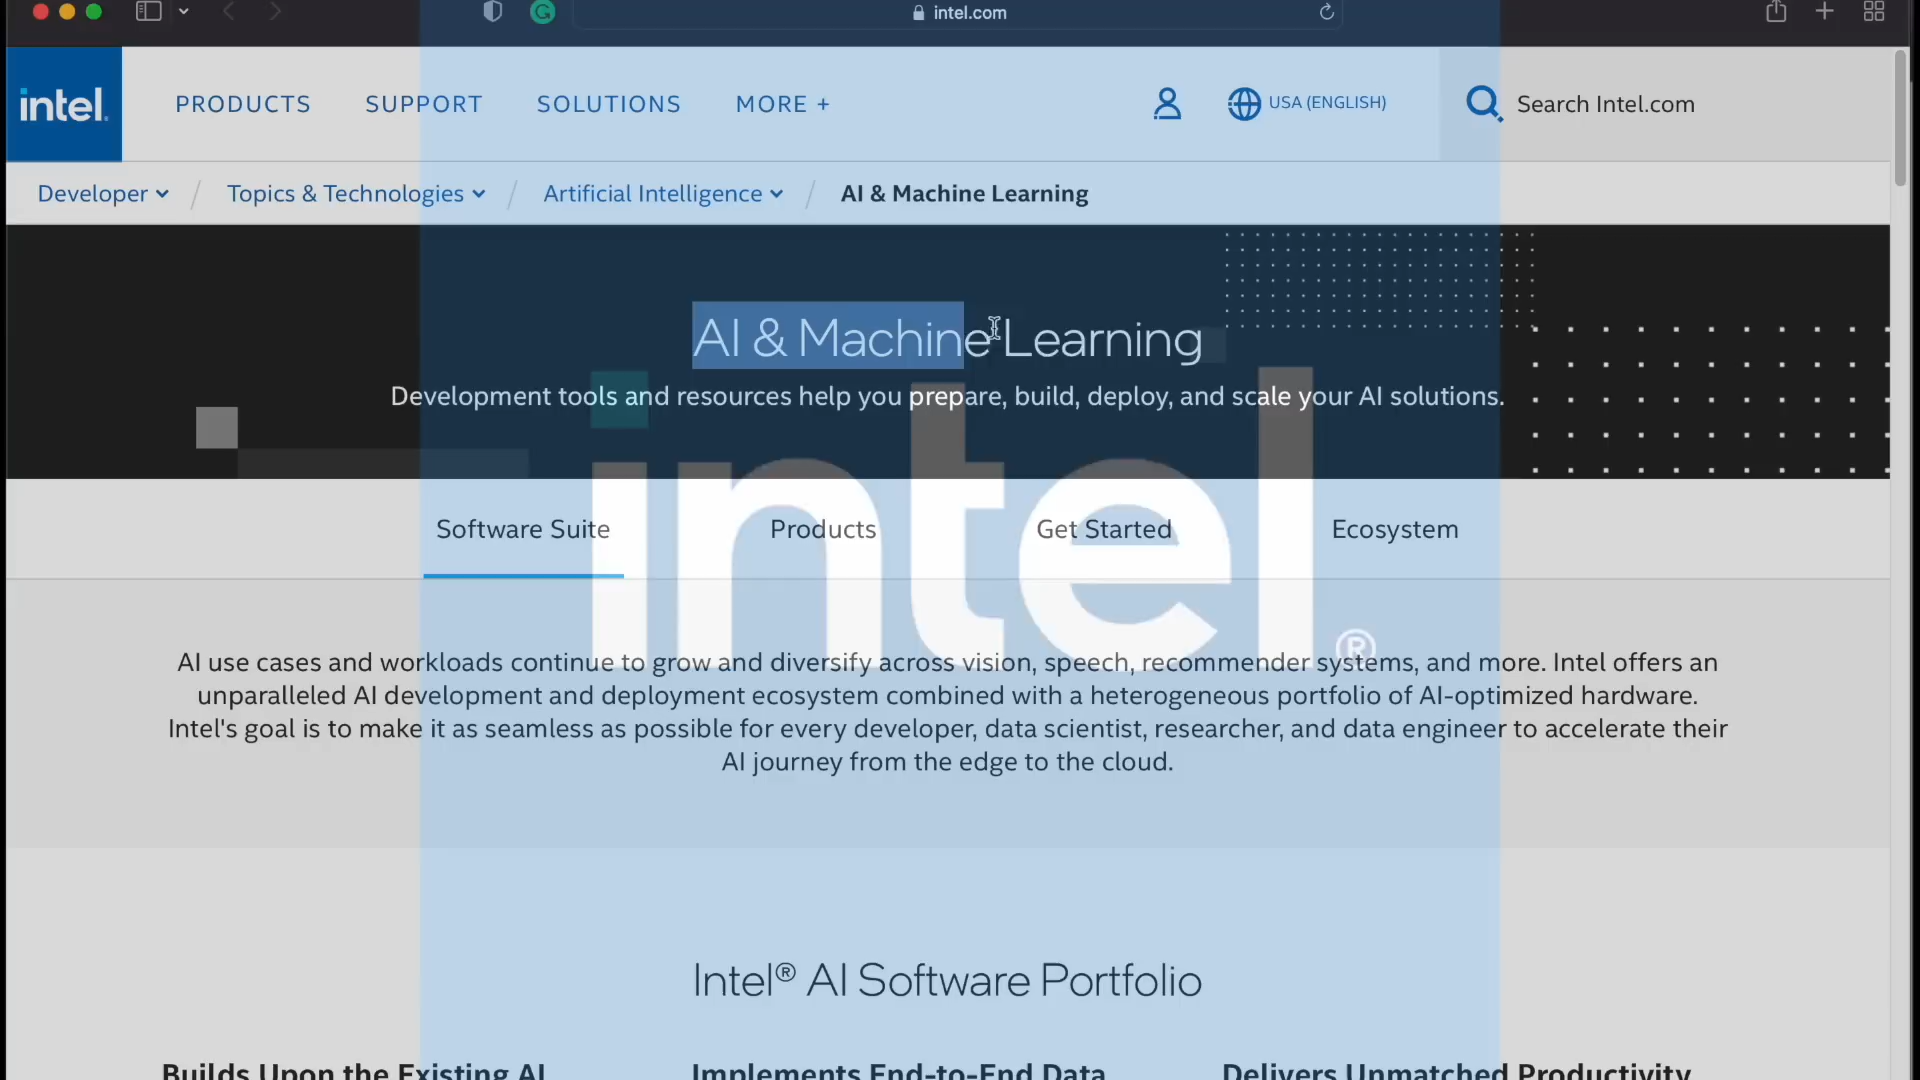 intel.com
intel.
PRODUCTS
SUPPORT
SOLUTIONS
MORE +
USA (ENGLISH)
Search Intel.com
Developer / Topics & Technologies / Artificial Intelligence / AI & Machine Learning
AI & Machine Learning
Development tools and resources help you prepare, build, deploy, and scale your AI solutions.
intel®
Software Suite
Products
Get Started
Ecosystem
AI use cases and workloads continue to grow and diversify across vision, speech, recommender systems, and more. Intel offers an
unparalleled AI development and deployment ecosystem combined with a heterogeneous portfolio of AI-optimized hardware.
Intel's goal is to make it as seamless as possible for every developer, data scientist, researcher, and data engineer to accelerate their
AI journey from the edge to the cloud.
Intel® AI Software Portfolio
Builds Upon the Existing AI
Implements End-to-End Data
Delivers Unmatched Productivity